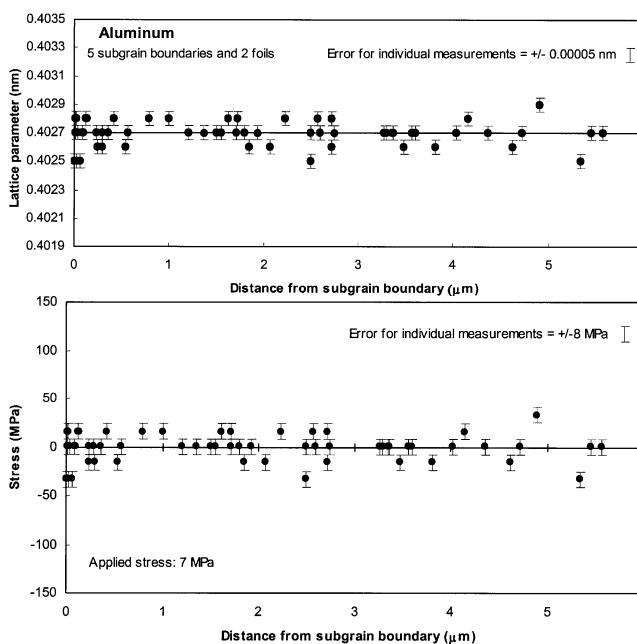 Aluminum
5 subgrain boundaries and 2 foils
Error for individual measurements = +/- 0.00005 nm
Lattice parameter (nm)
0.4035
0.4033
0.4031
0.4029
0.4027
0.4025
0.4023
0.4021
0.4019
0 1 2 3 4 5
Distance from subgrain boundary (μm)
Error for individual measurements = +/-8 MPa
Stress (MPa)
150
100
50
0
-50
-100
-150
Applied stress: 7 MPa
0 1 2 3 4 5 6
Distance from subgrain boundary (μm)